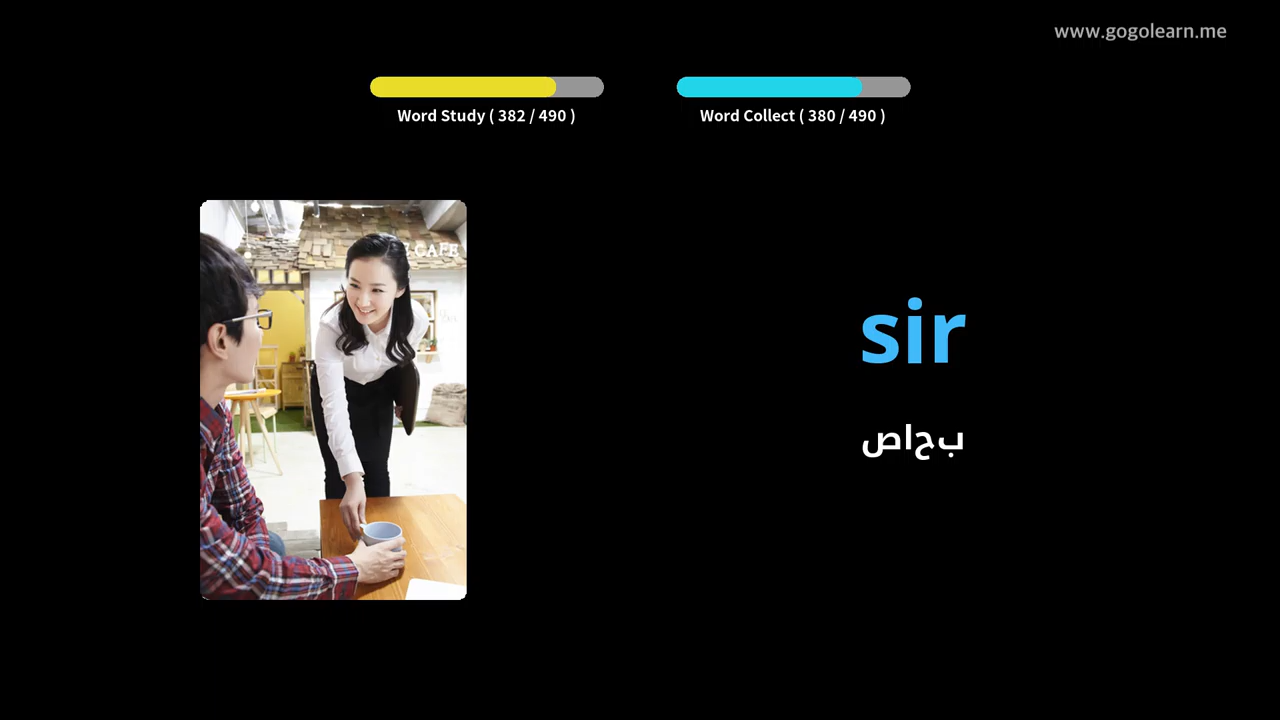 www.gogolearn.me
Word Study ( 382 / 490 )
Word Collect ( 380 / 490 )
CAFE
sir
بحاص